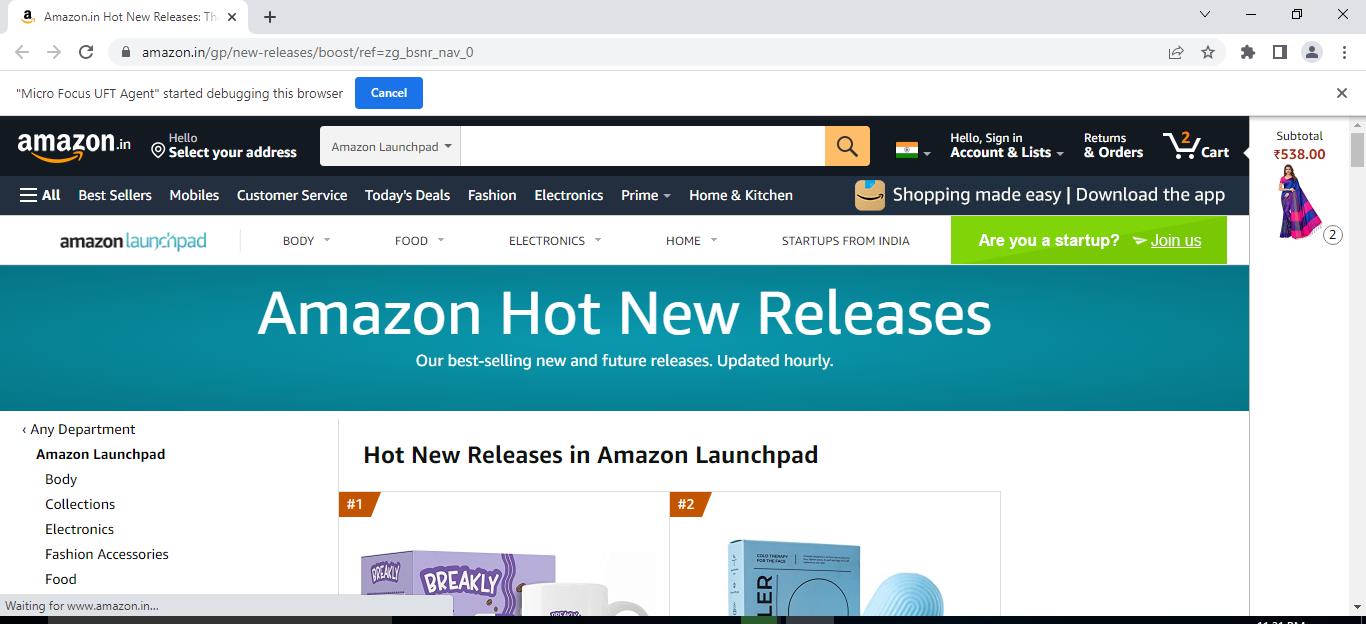 Amazon.in Hot New Releases: Th
amazon.in/gp/new-releases/boost/ref=zg_bsnr_nav_0
"Micro Focus UFT Agent" started debugging this browser
Cancel
amazon.in
Hello
Select your address
Amazon Launchpad
Hello, Sign in
Account & Lists
Returns
& Orders
2
Cart
Subtotal
₹538.00
2
All
Best Sellers
Mobiles
Customer Service
Today's Deals
Fashion
Electronics
Prime
Home & Kitchen
Shopping made easy | Download the app
amazon launchpad
BODY
FOOD
ELECTRONICS
HOME
STARTUPS FROM INDIA
Are you a startup?
Join us
Amazon Hot New Releases
Our best-selling new and future releases. Updated hourly.
‹ Any Department
Amazon Launchpad
Body
Collections
Electronics
Fashion Accessories
Food
Hot New Releases in Amazon Launchpad
#1
#2
BREAKLY
BREAKLY
BREAKLY
COLD THERAPY
FOR THE FACE
LER
Waiting for www.amazon.in...